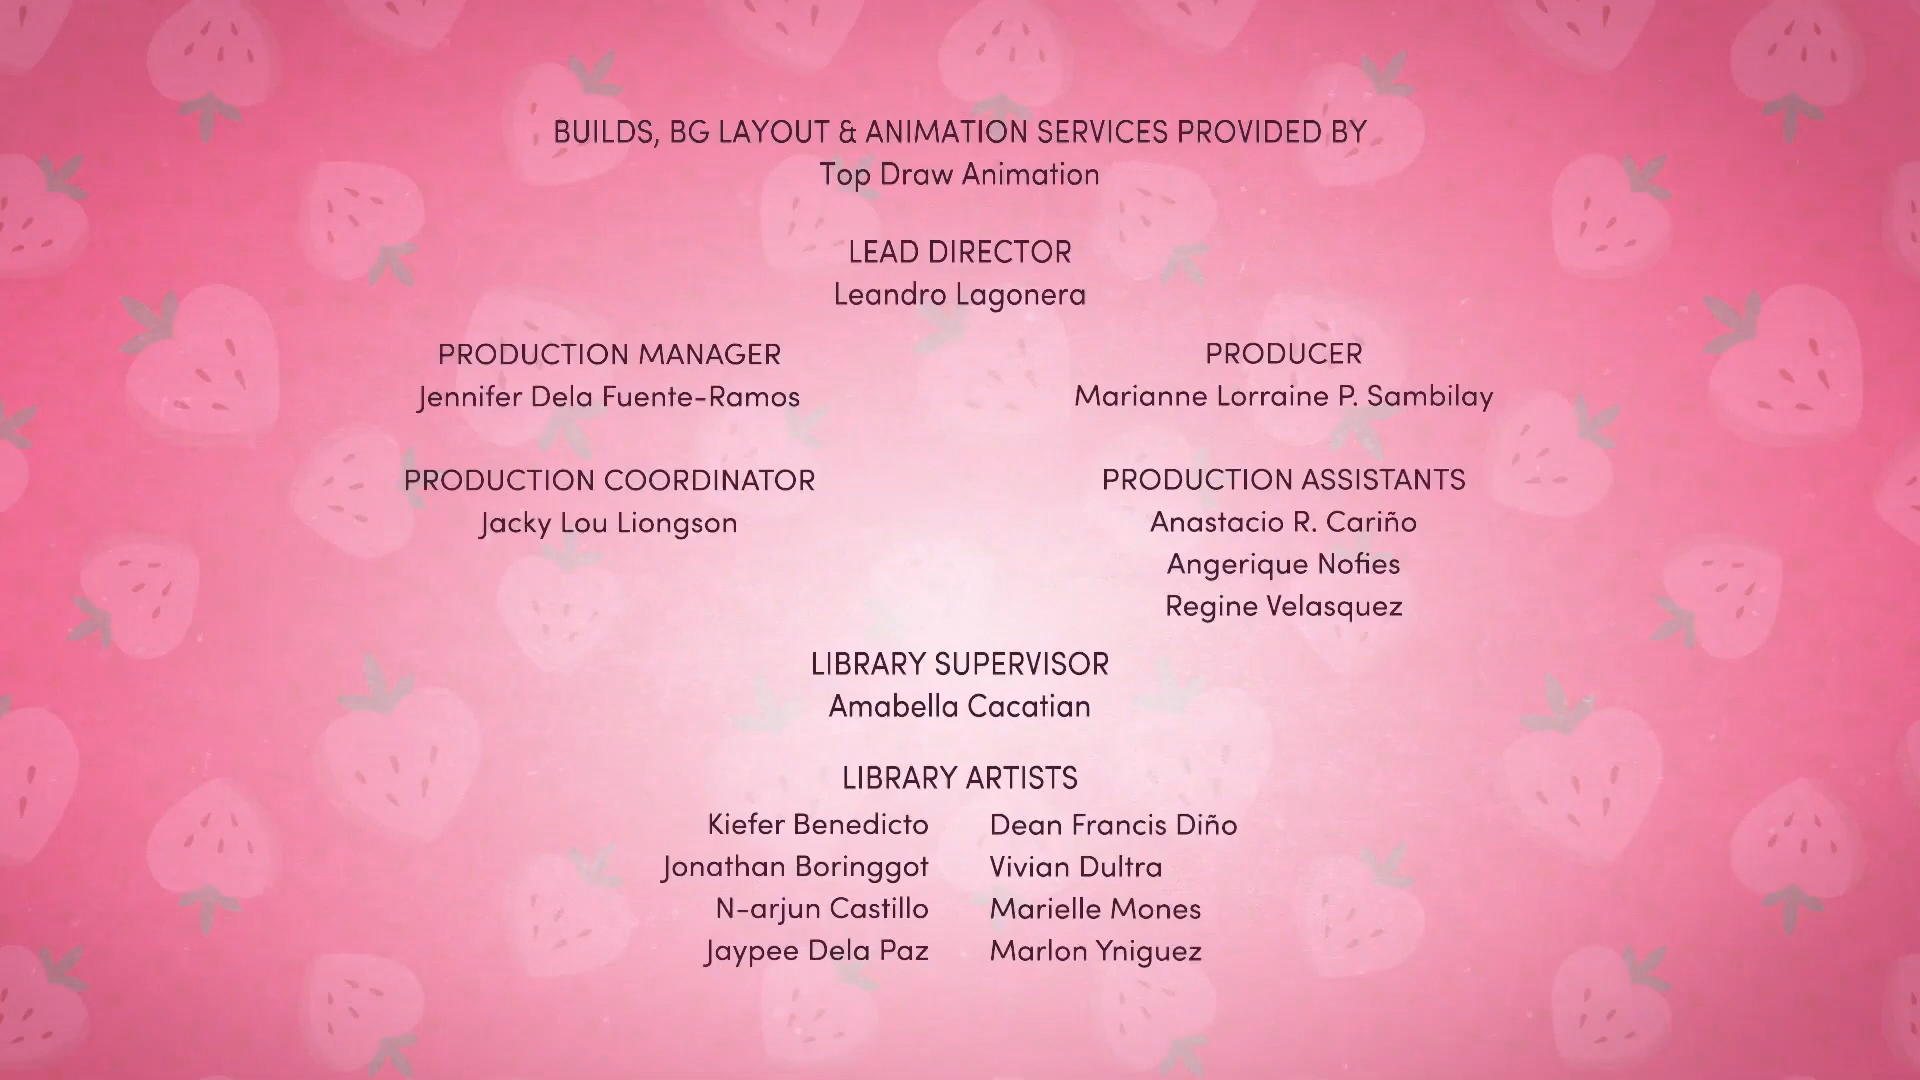 BUILDS, BG LAYOUT & ANIMATION SERVICES PROVIDED BY
Top Draw Animation
LEAD DIRECTOR
Leandro Lagonera
PRODUCTION MANAGER
Jennifer Dela Fuente-Ramos
PRODUCER
Marianne Lorraine P. Sambilay
PRODUCTION COORDINATOR
Jacky Lou Liongson
PRODUCTION ASSISTANTS
Anastacio R. Cariño
Angerique Nofies
Regine Velasquez
LIBRARY SUPERVISOR
Amabella Cacatian
LIBRARY ARTISTS
Kiefer Benedicto
Jonathan Boringgot
N-arjun Castillo
Jaypee Dela Paz
Dean Francis Diño
Vivian Dultra
Marielle Mones
Marlon Yniguez